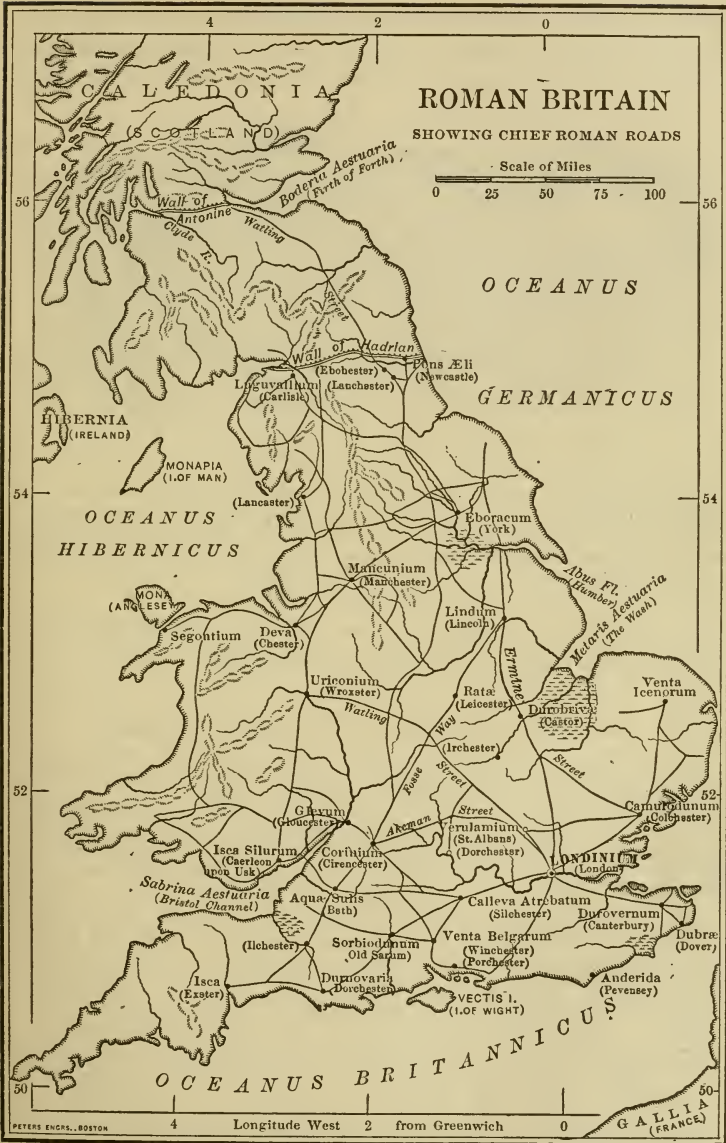 4 2 0
CALEDONIA
(SCOTLAND)
ROMAN BRITAIN
SHOWING CHIEF ROMAN ROADS
Scale of Miles
0 25 50 75 100
Boderia Aestuaria
(Firth of Forth)
56
56
Wall of
Antonine
Clyde R.
Watling
Street
OCEANUS
GERMANICUS
Wall of Hadrian
Pons Æli
(Newcastle)
(Ebchester)
(Lanchester)
Luguvallium
(Carlisle)
HIBERNIA
(IRELAND)
MONAPIA
(I. OF MAN)
54
54
(Lancaster)
OCEANUS
HIBERNICUS
Eboracum
(York)
Abus Fl.
(Humber)
Metaris Aestuaria
(The Wash)
Mancunium
(Manchester)
MONA
(ANGLESEY)
Segontium
Deva
(Chester)
Lindum
(Lincoln)
Ermine
Uriconium
(Wroxster)
Ratæ
(Leicester)
Durobrivæ
(Castor)
Venta
Icenorum
Watling
Way
(Irchester)
Fosse
Street
Street
52
52
Camulodunum
(Colchester)
Glevum
(Gloucester)
Akeman
Street
Verulamium
(St. Albans)
(Dorchester)
Corinium
(Cirencester)
LONDINIUM
(London)
Isca Silurum
(Caerleon
upon Usk)
Sabrina Aestuaria
(Bristol Channel)
Aquæ Sulis
Bath
Calleva Atrebatum
(Silchester)
Durovernum
(Canterbury)
Dubræ
(Dover)
(Ilchester)
Sorbiodunum
Old Sarum)
Venta Belgarum
(Winchester)
(Porchester)
Isca
(Exster)
Durnovaria
Dorchester)
Anderida
(Pevensey)
VECTIS I.
(I. OF WIGHT)
OCEANUS BRITANNICUS
50
50
GALLIA
(FRANCE)
4 Longitude West 2 from Greenwich 0
PETERS ENGRS., BOSTON